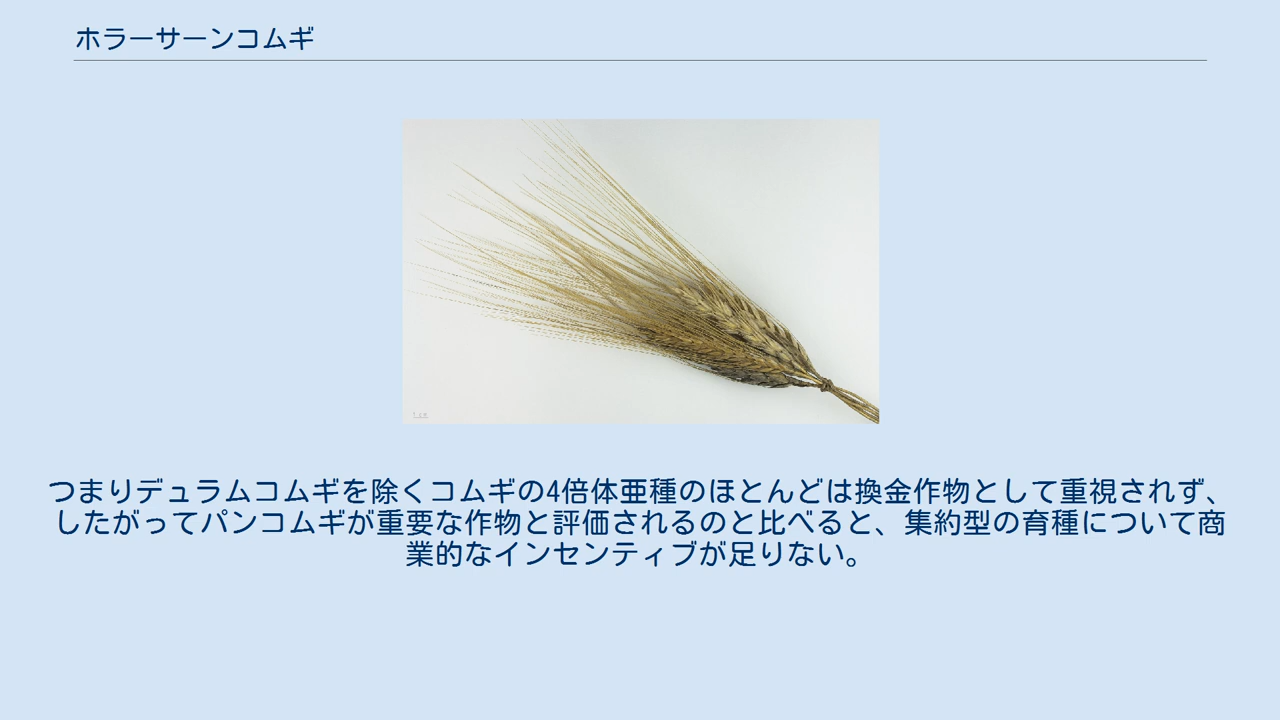 ホラーサーンコムギ
つまりデュラムコムギを除くコムギの4倍体亜種のほとんどは換金作物として重視されず、
したがってパンコムギが重要な作物と評価されるのと比べると、集約型の育種について商
業的なインセンティブが足りない。